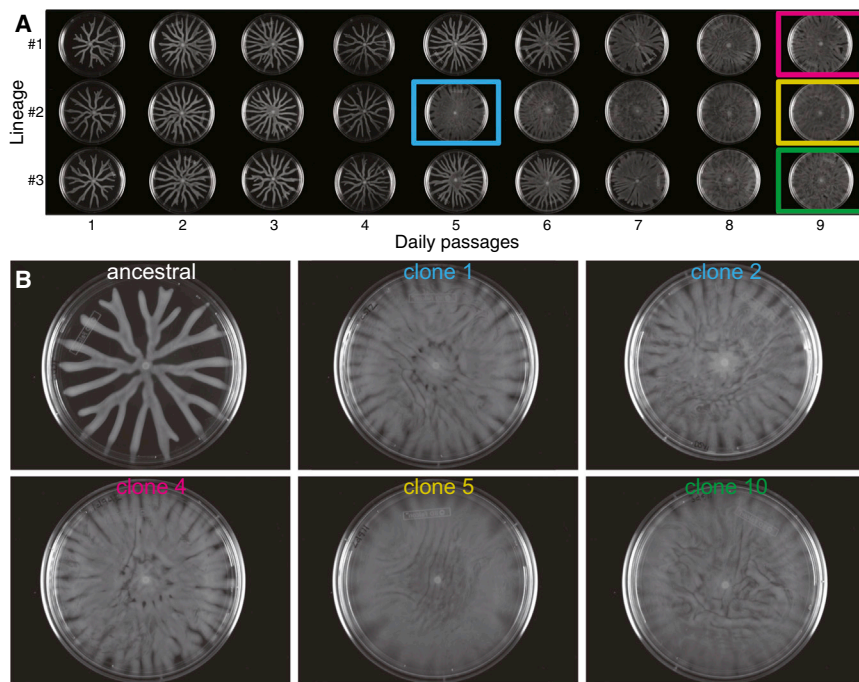 A
Lineage
#1
#2
#3
1 2 3 4 5 6 7 8 9
Daily passages
B
ancestral
clone 1
clone 2
clone 4
clone 5
clone 10